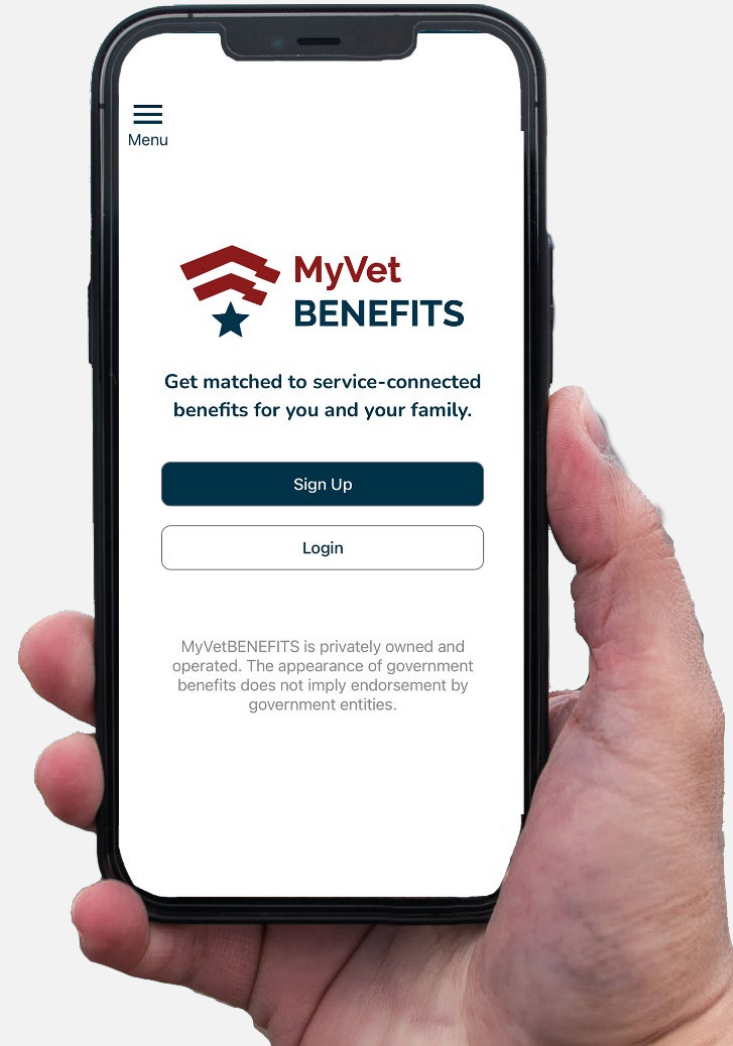 Menu
MyVet
BENEFITS
Get matched to service-connected
benefits for you and your family.
Sign Up
Login
MyVetBENEFITS is privately owned and
operated. The appearance of government
benefits does not imply endorsement by
government entities.